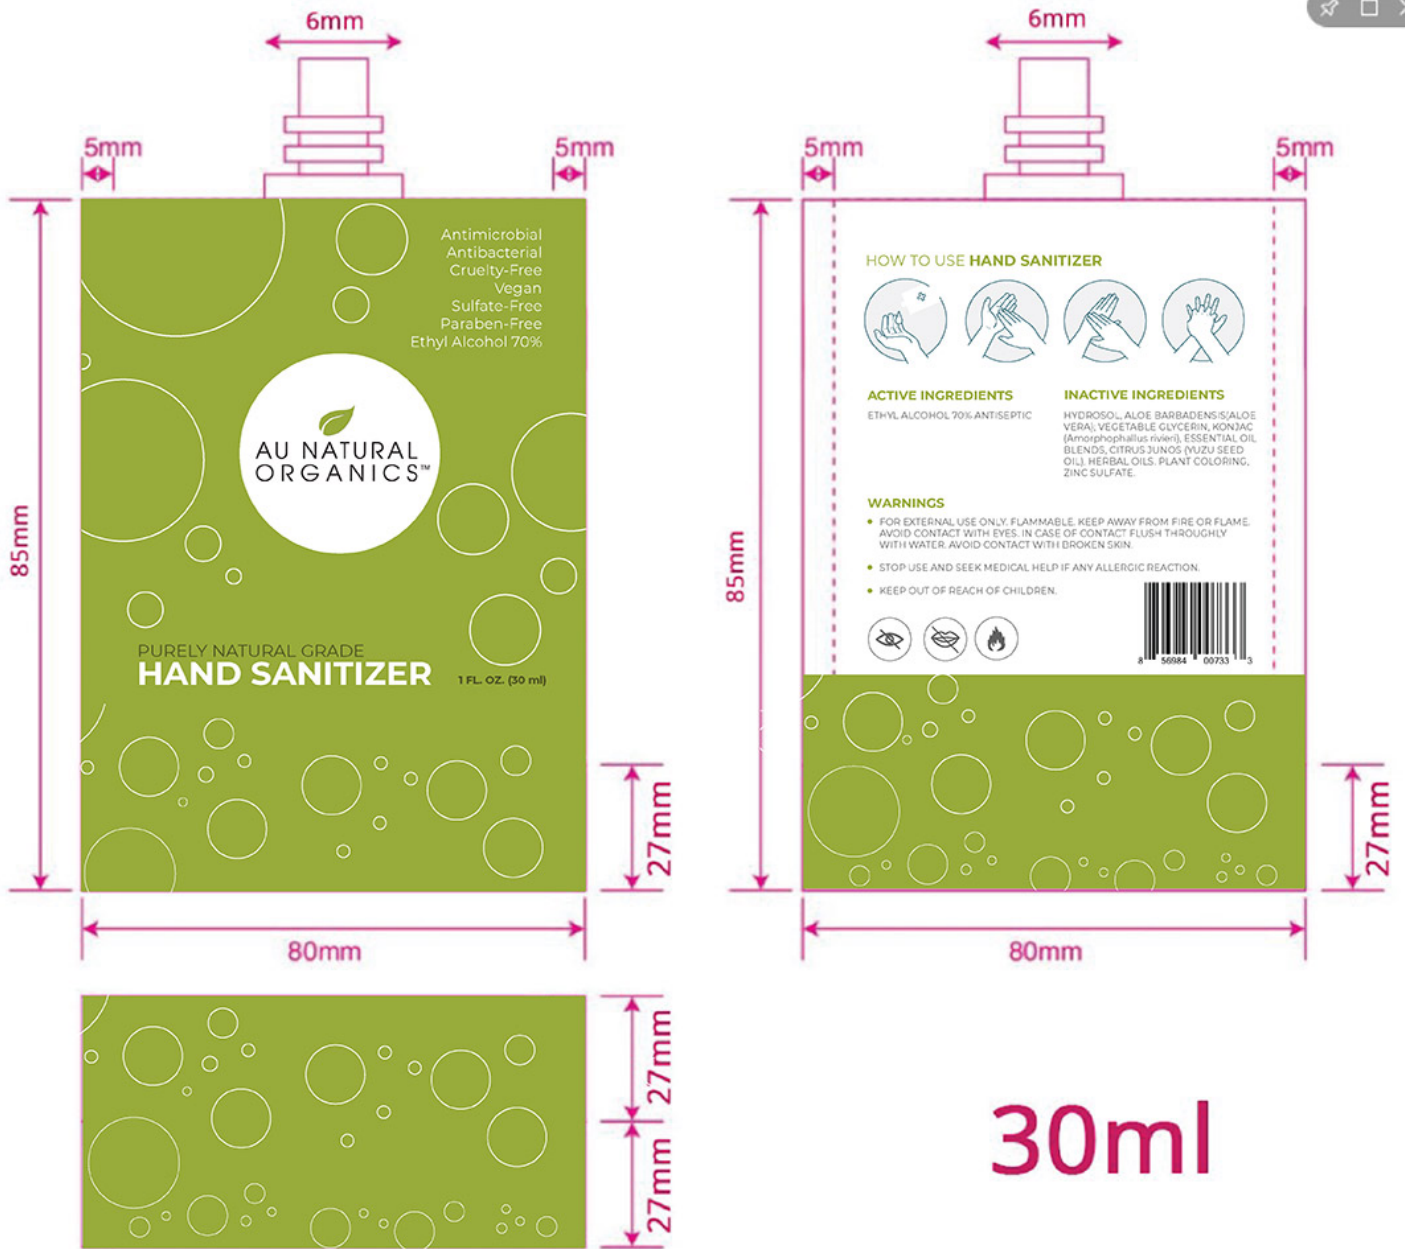 6mm
5mm
5mm
Antimicrobial
Antibacterial
Cruelty-Free
Vegan
Sulfate-Free
Paraben-Free
Ethyl Alcohol 70%
AU NATURAL
ORGANICS™
85mm
PURELY NATURAL GRADE
HAND SANITIZER
1 FL. OZ. (30 ml)
27mm
80mm
6mm
5mm
5mm
HOW TO USE HAND SANITIZER
ACTIVE INGREDIENTS
ETHYL ALCOHOL 70% ANTISEPTIC
INACTIVE INGREDIENTS
HYDROSOL, ALOE BARBADENSIS(ALOE
VERA), VEGETABLE GLYCERIN, KONJAC
(Amorphophallus rivieri), ESSENTIAL OIL
BLENDS, CITRUS JUNOS (YUZU SEED
OIL), HERBAL OILS. PLANT COLORING,
ZINC SULFATE.
WARNINGS
• FOR EXTERNAL USE ONLY. FLAMMABLE. KEEP AWAY FROM FIRE OR FLAME.
AVOID CONTACT WITH EYES. IN CASE OF CONTACT FLUSH THROUGHLY
WITH WATER. AVOID CONTACT WITH BROKEN SKIN.
• STOP USE AND SEEK MEDICAL HELP IF ANY ALLERGIC REACTION.
• KEEP OUT OF REACH OF CHILDREN.
8 56984 00733 3
85mm
27mm
80mm
27mm
27mm
30ml